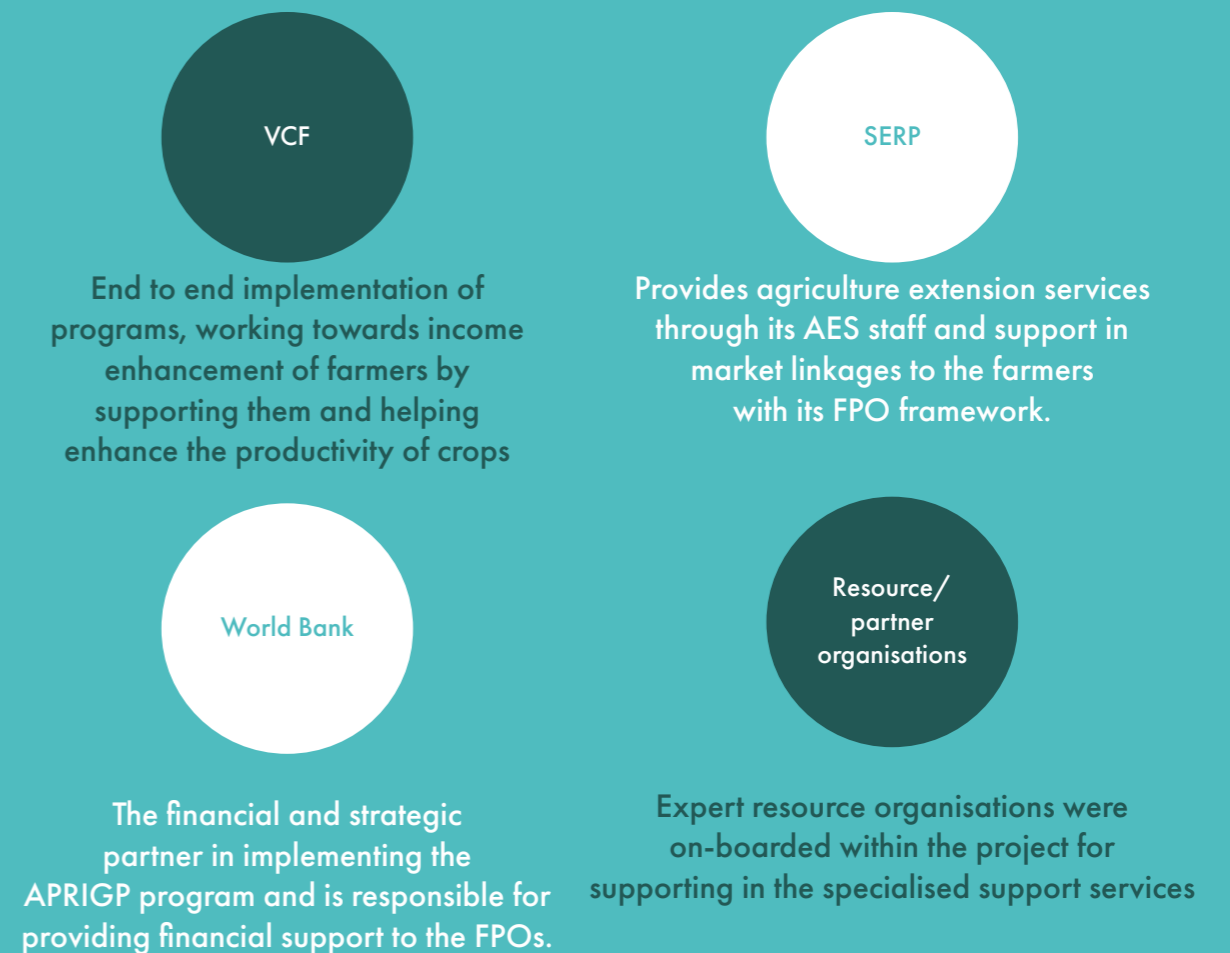 VCF
End to end implementation of
programs, working towards income
enhancement of farmers by
supporting them and helping
enhance the productivity of crops
SERP
Provides agriculture extension services
through its AES staff and support in
market linkages to the farmers
with its FPO framework.
World Bank
The financial and strategic
partner in implementing the
APRIGP program and is responsible for
providing financial support to the FPOs.
Resource/
partner
organisations
Expert resource organisations were
on-boarded within the project for
supporting in the specialised support services